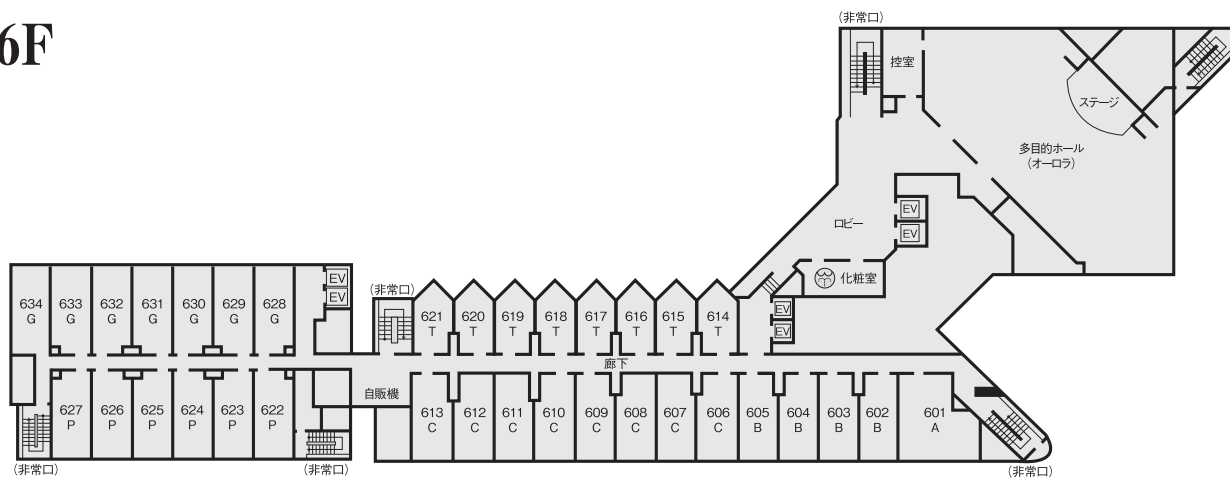 6F
(非常口)
控室
ステージ
多目的ホール
(オーロラ)
EV
EV
ロビー
化粧室
EV
EV
EV
EV
(非常口)
634
G
633
G
632
G
631
G
630
G
629
G
628
G
621
T
620
T
619
T
618
T
617
T
616
T
615
T
614
T
廊下
自販機
627
P
626
P
625
P
624
P
623
P
622
P
613
C
612
C
611
C
610
C
609
C
608
C
607
C
606
C
605
B
604
B
603
B
602
B
601
A
(非常口)
(非常口)
(非常口)